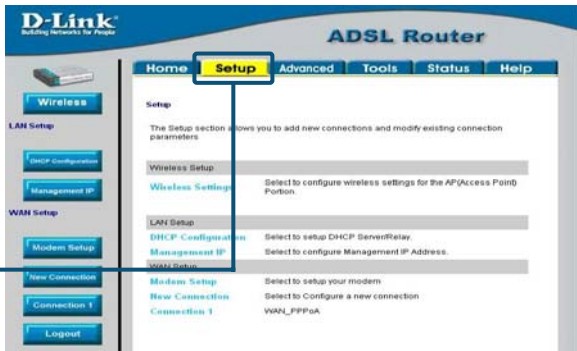 D-Link
Building Networks for People
ADSL Router
Home Setup Advanced Tools Status Help
Wireless
LAN Setup
DHCP Configuration
Management IP
WAN Setup
Modem Setup
New Connection
Connection 1
Logout
Setup
The Setup section allows you to add new connections and modify existing connection
parameters
Wireless Setup
Wireless Settings Select to configure wireless settings for the AP(Access Point)
Portion.
LAN Setup
DHCP Configuration Select to setup DHCP Server/Relay.
Management IP Select to configure Management IP Address.
WAN Setup
Modem Setup Select to setup your modem
New Connection Select to Configure a new connection
Connection 1 WAN_PPPoA